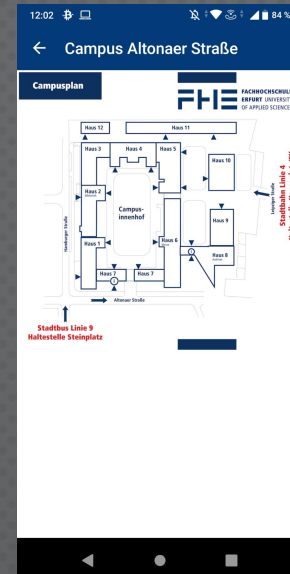 12:02
84 %
Campus Altonaer Straße
Campusplan
FHE
FACHHOCHSCHULE
ERFURT UNIVERSITY
OF APPLIED SCIENCES
Haus 12
Haus 11
Haus 3
Haus 4
Haus 5
Haus 10
Haus 2
Campus-
innenhof
Haus 9
Haus 1
Haus 6
Haus 8
Haus 7
Haus 7
Hamburger Straße
Leipziger Straße
Stadtbahn Linie 4
Altonaer Straße
Stadtbus Linie 9
Haltestelle Steinplatz